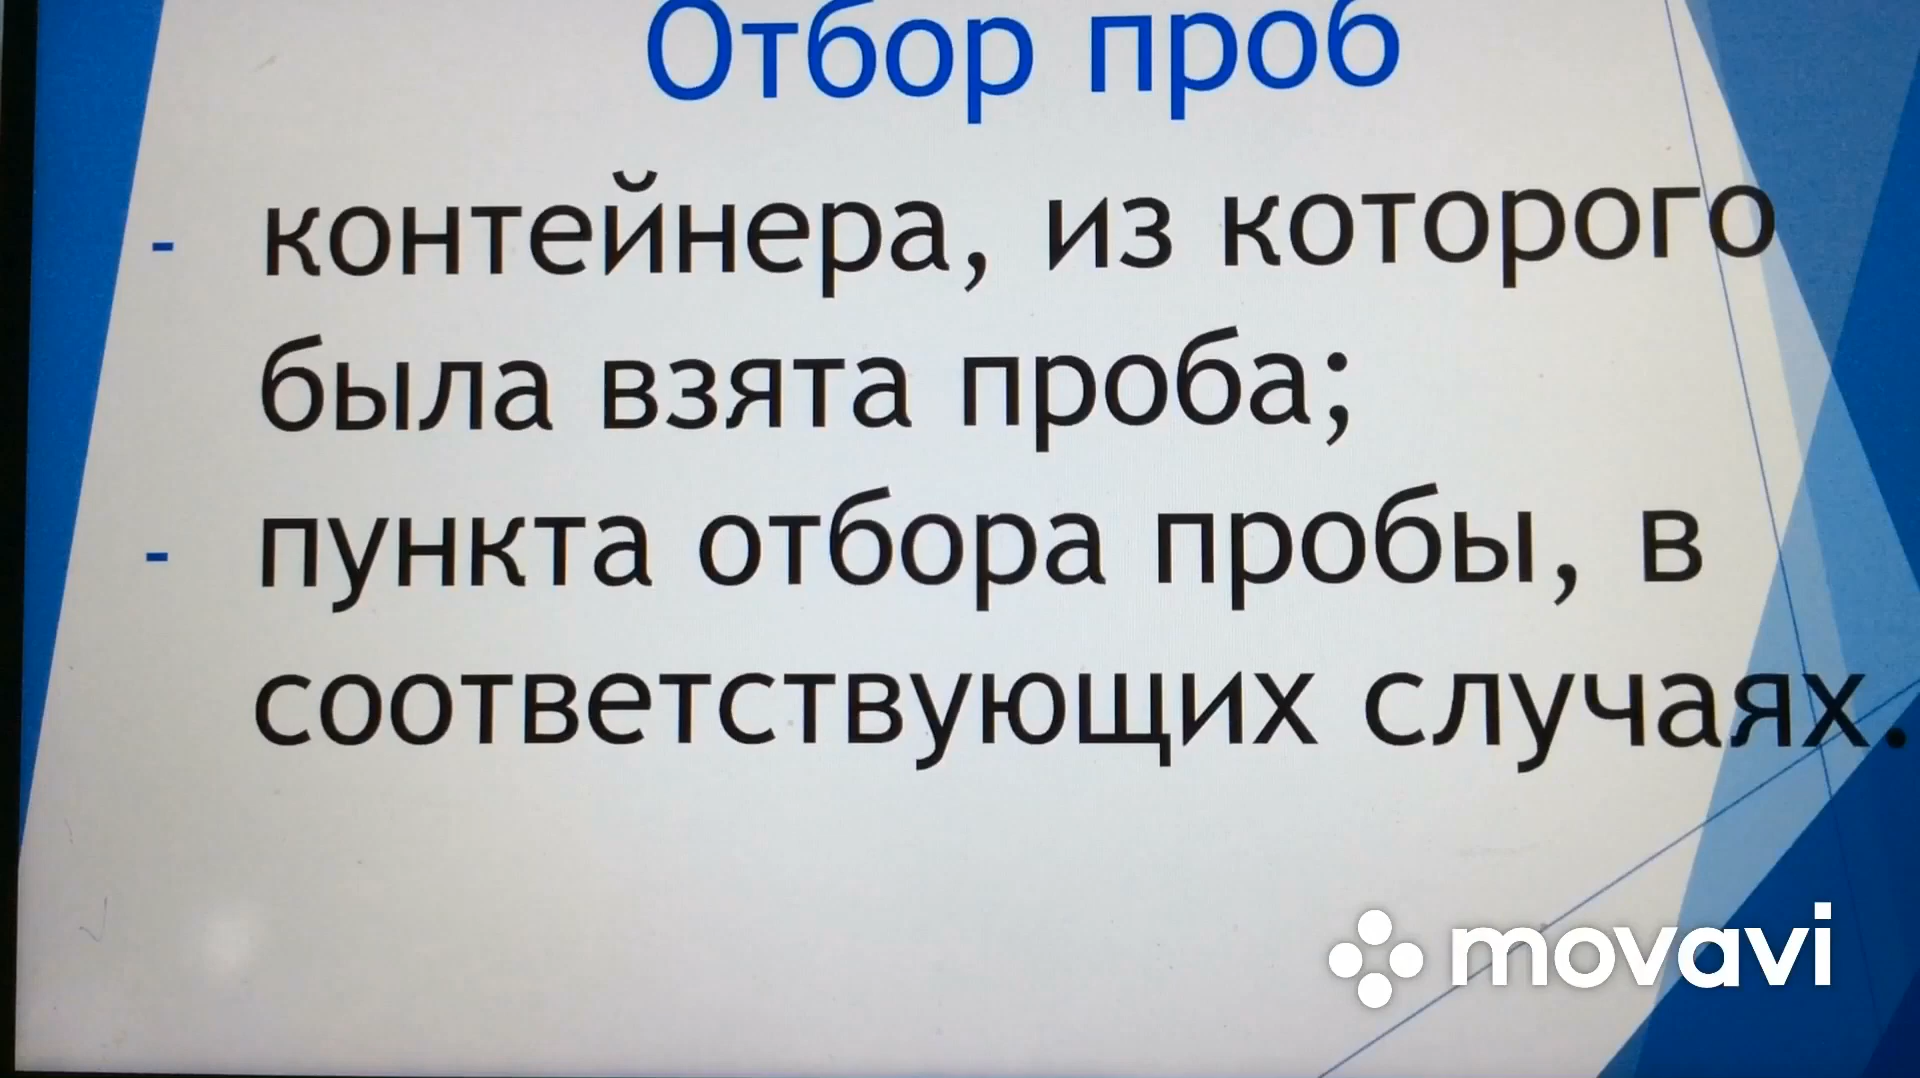 Отбор проб
- контейнера, из которого
была взята проба;
- пункта отбора пробы, в
соответствующих случаях.
movavi